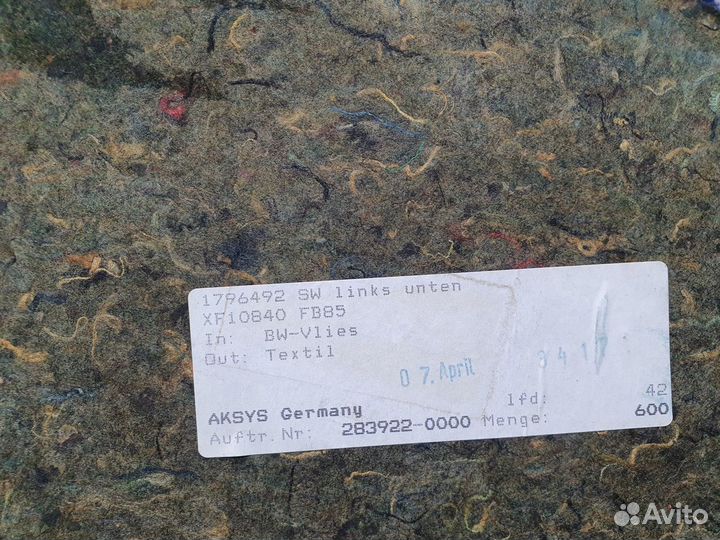 1796492 SW links unten
XF10840 FB85
In: BW-Vlies
Out: Textil
07. April 3417
AKSYS Germany lfd: 42
Auftr.Nr: 283922-0000 Menge: 600
Avito